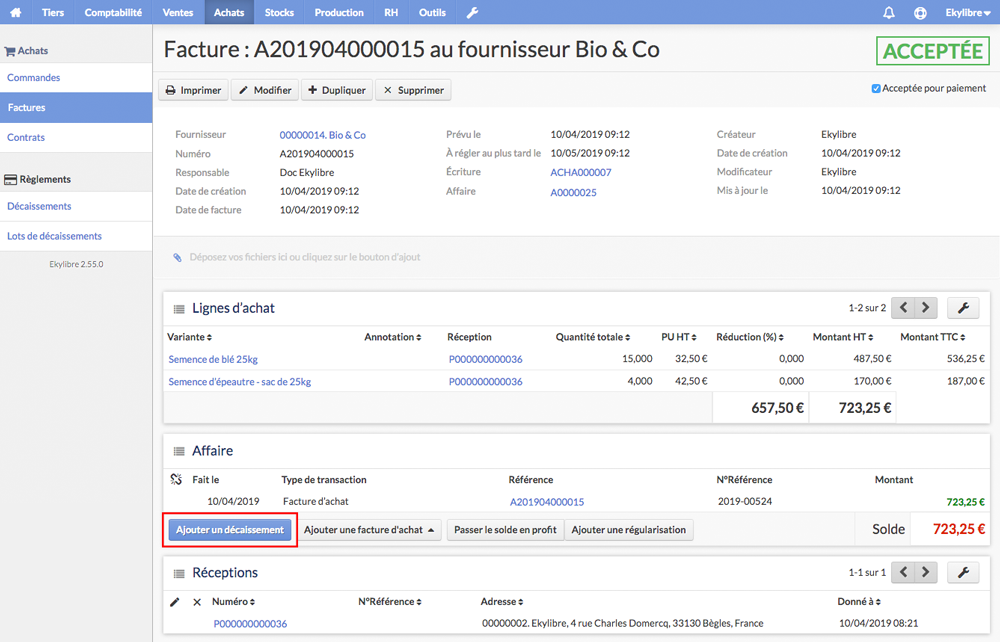 Tiers Comptabilité Ventes Achats Stocks Production RH Outils Ekylibre
Achats
Commandes
Factures
Contrats
Règlements
Décaissements
Lots de décaissements
Ekylibre 2.55.0
Facture : A201904000015 au fournisseur Bio & Co
ACCEPTÉE
Imprimer Modifier Dupliquer Supprimer
Acceptée pour paiement
Fournisseur 00000014. Bio & Co
Numéro A201904000015
Responsable Doc Ekylibre
Date de création 10/04/2019 09:12
Date de facture 10/04/2019 09:12
Prévu le 10/04/2019 09:12
À régler au plus tard le 10/05/2019 09:12
Écriture ACHA000007
Affaire A0000025
Créateur Ekylibre
Date de création 10/04/2019 09:12
Modificateur Ekylibre
Mis à jour le 10/04/2019 09:12
Déposez vos fichiers ici ou cliquez sur le bouton d'ajout
Lignes d'achat 1-2 sur 2
Variante Annotation Réception Quantité totale PU HT Réduction (%) Montant HT Montant TTC
Semence de blé 25kg P000000000036 15,000 32,50 € 0,000 487,50 € 536,25 €
Semence d'épeautre - sac de 25kg P000000000036 4,000 42,50 € 0,000 170,00 € 187,00 €
657,50 € 723,25 €
Affaire
Fait le Type de transaction Référence N°Référence Montant
10/04/2019 Facture d'achat A201904000015 2019-00524 723,25 €
Ajouter un décaissement Ajouter une facture d'achat Passer le solde en profit Ajouter une régularisation Solde 723,25 €
Réceptions 1-1 sur 1
Numéro N°Référence Adresse Donné à
P000000000036 00000002. Ekylibre, 4 rue Charles Domercq, 33130 Bègles, France 10/04/2019 08:21